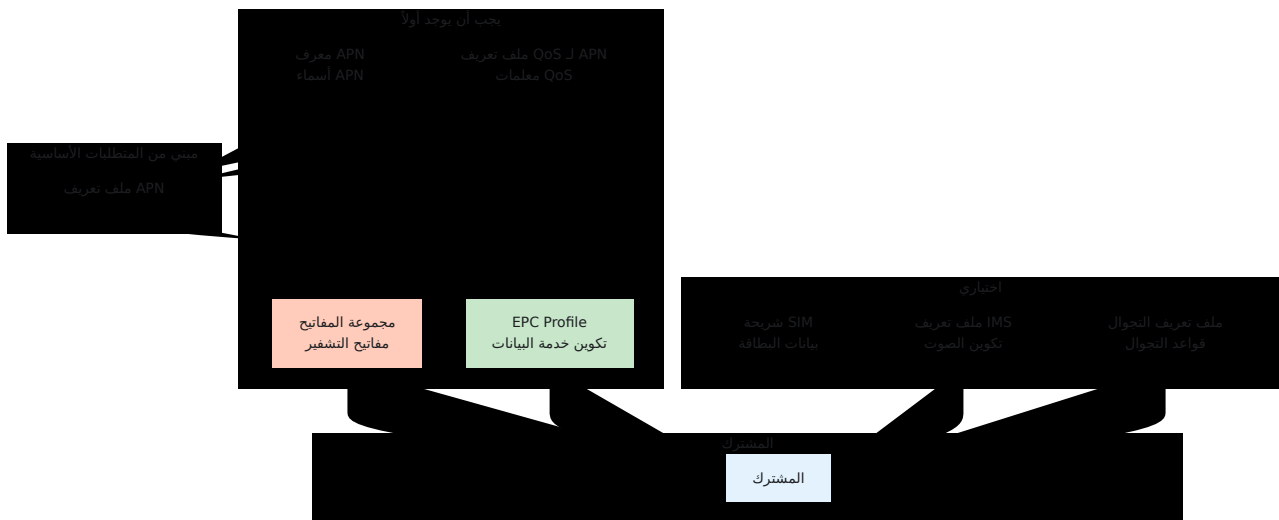 يجب أن يوجد أولاً
معرف APN
أسماء APN
ملف تعريف QoS لـ APN
معلمات QoS
مبني من المتطلبات الأساسية
ملف تعريف APN
مجموعة المفاتيح
مفاتيح التشفير
EPC Profile
تكوين خدمة البيانات
اختياري
شريحة SIM
بيانات البطاقة
ملف تعريف IMS
تكوين الصوت
ملف تعريف التجوال
قواعد التجوال
المشترك
المشترك